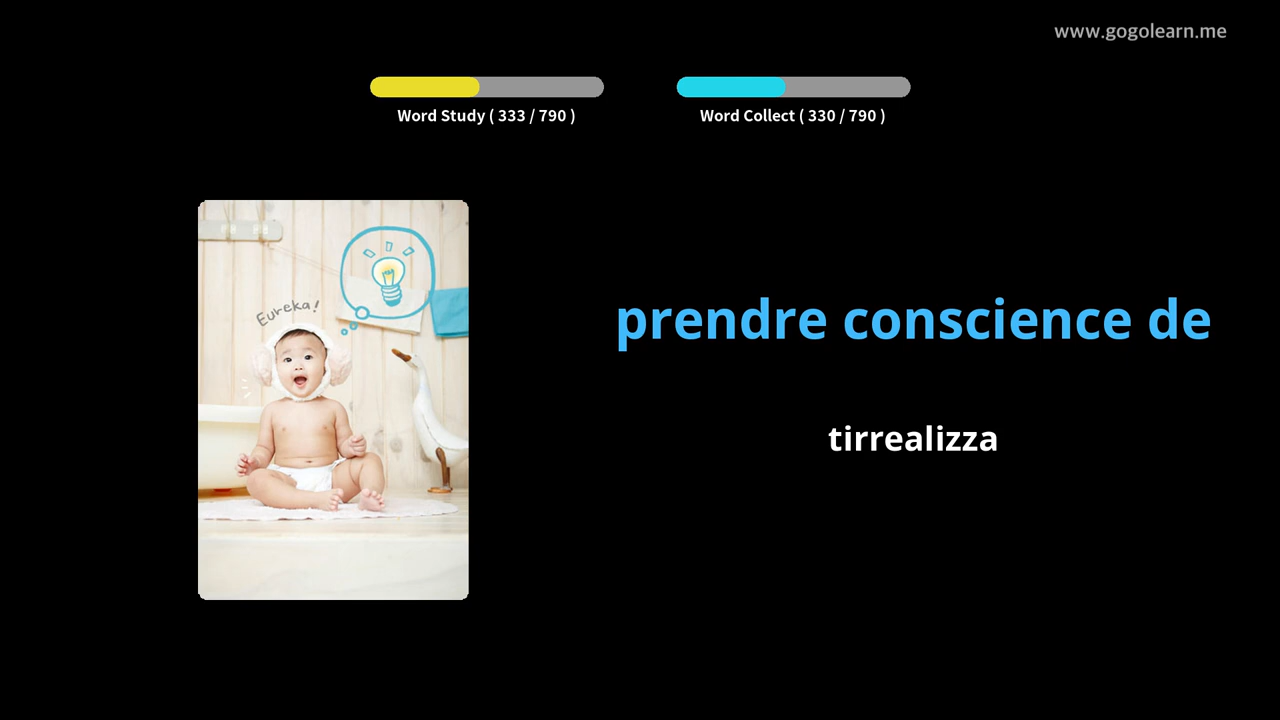 www.gogolearn.me
Word Study ( 333 / 790 )
Word Collect ( 330 / 790 )
Eureka!
prendre conscience de
tirrealizza